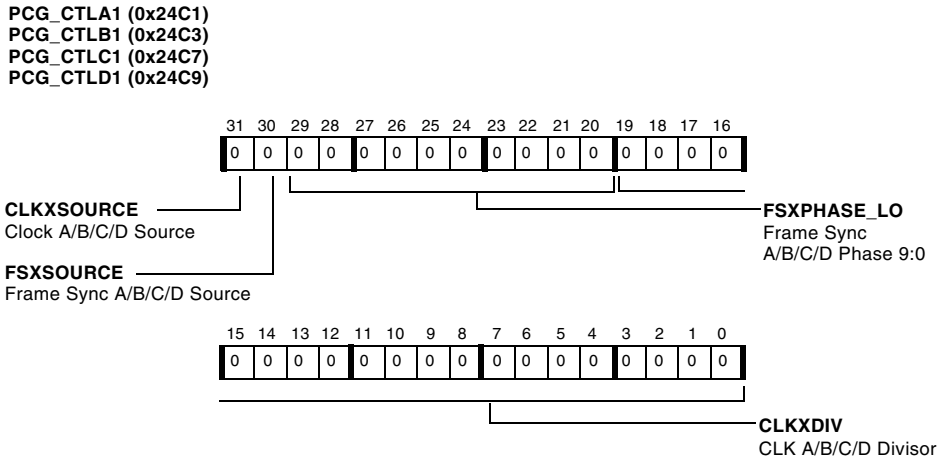 PCG_CTLA1 (0x24C1)
PCG_CTLB1 (0x24C3)
PCG_CTLC1 (0x24C7)
PCG_CTLD1 (0x24C9)
31 30 29 28 27 26 25 24 23 22 21 20 19 18 17 16
0 0 0 0 0 0 0 0 0 0 0 0 0 0 0 0
CLKXSOURCE
Clock A/B/C/D Source
FSXPHASE_LO
Frame Sync
A/B/C/D Phase 9:0
FSXSOURCE
Frame Sync A/B/C/D Source
15 14 13 12 11 10 9 8 7 6 5 4 3 2 1 0
0 0 0 0 0 0 0 0 0 0 0 0 0 0 0 0
CLKXDIV
CLK A/B/C/D Divisor